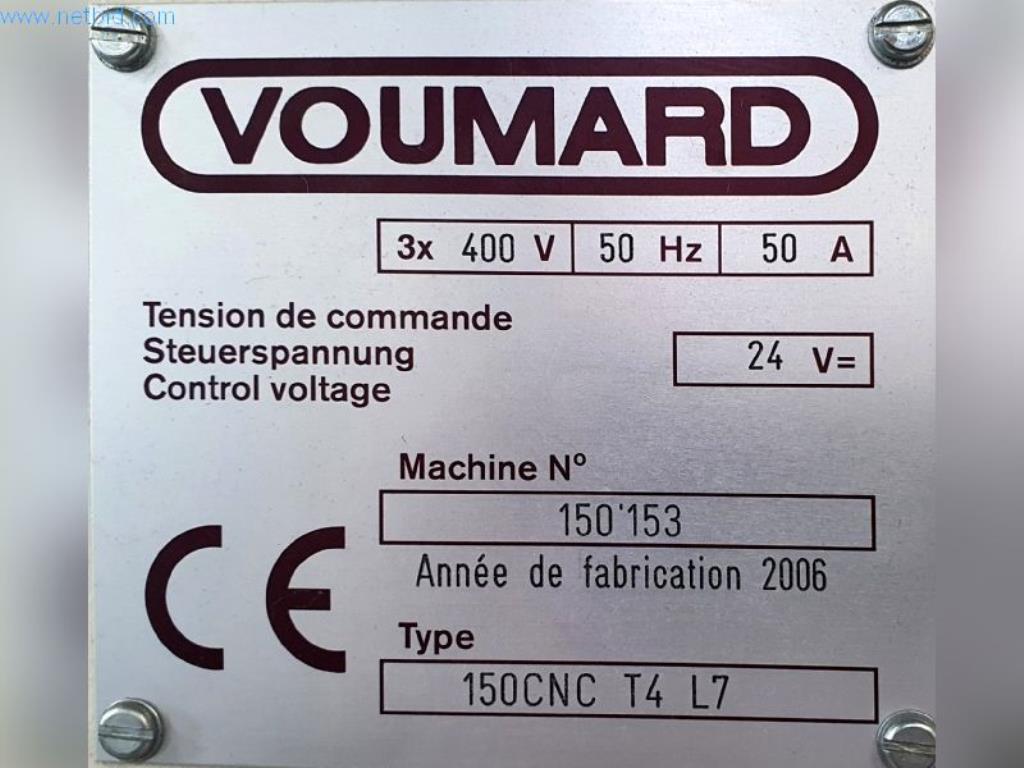 www.netbid.com
VOUMARD
3x 400 V 50 Hz 50 A
Tension de commande
Steuerspannung
Control voltage
24 V=
Machine Nº
150'153
Année de fabrication 2006
CE
Type
150CNC T4 L7